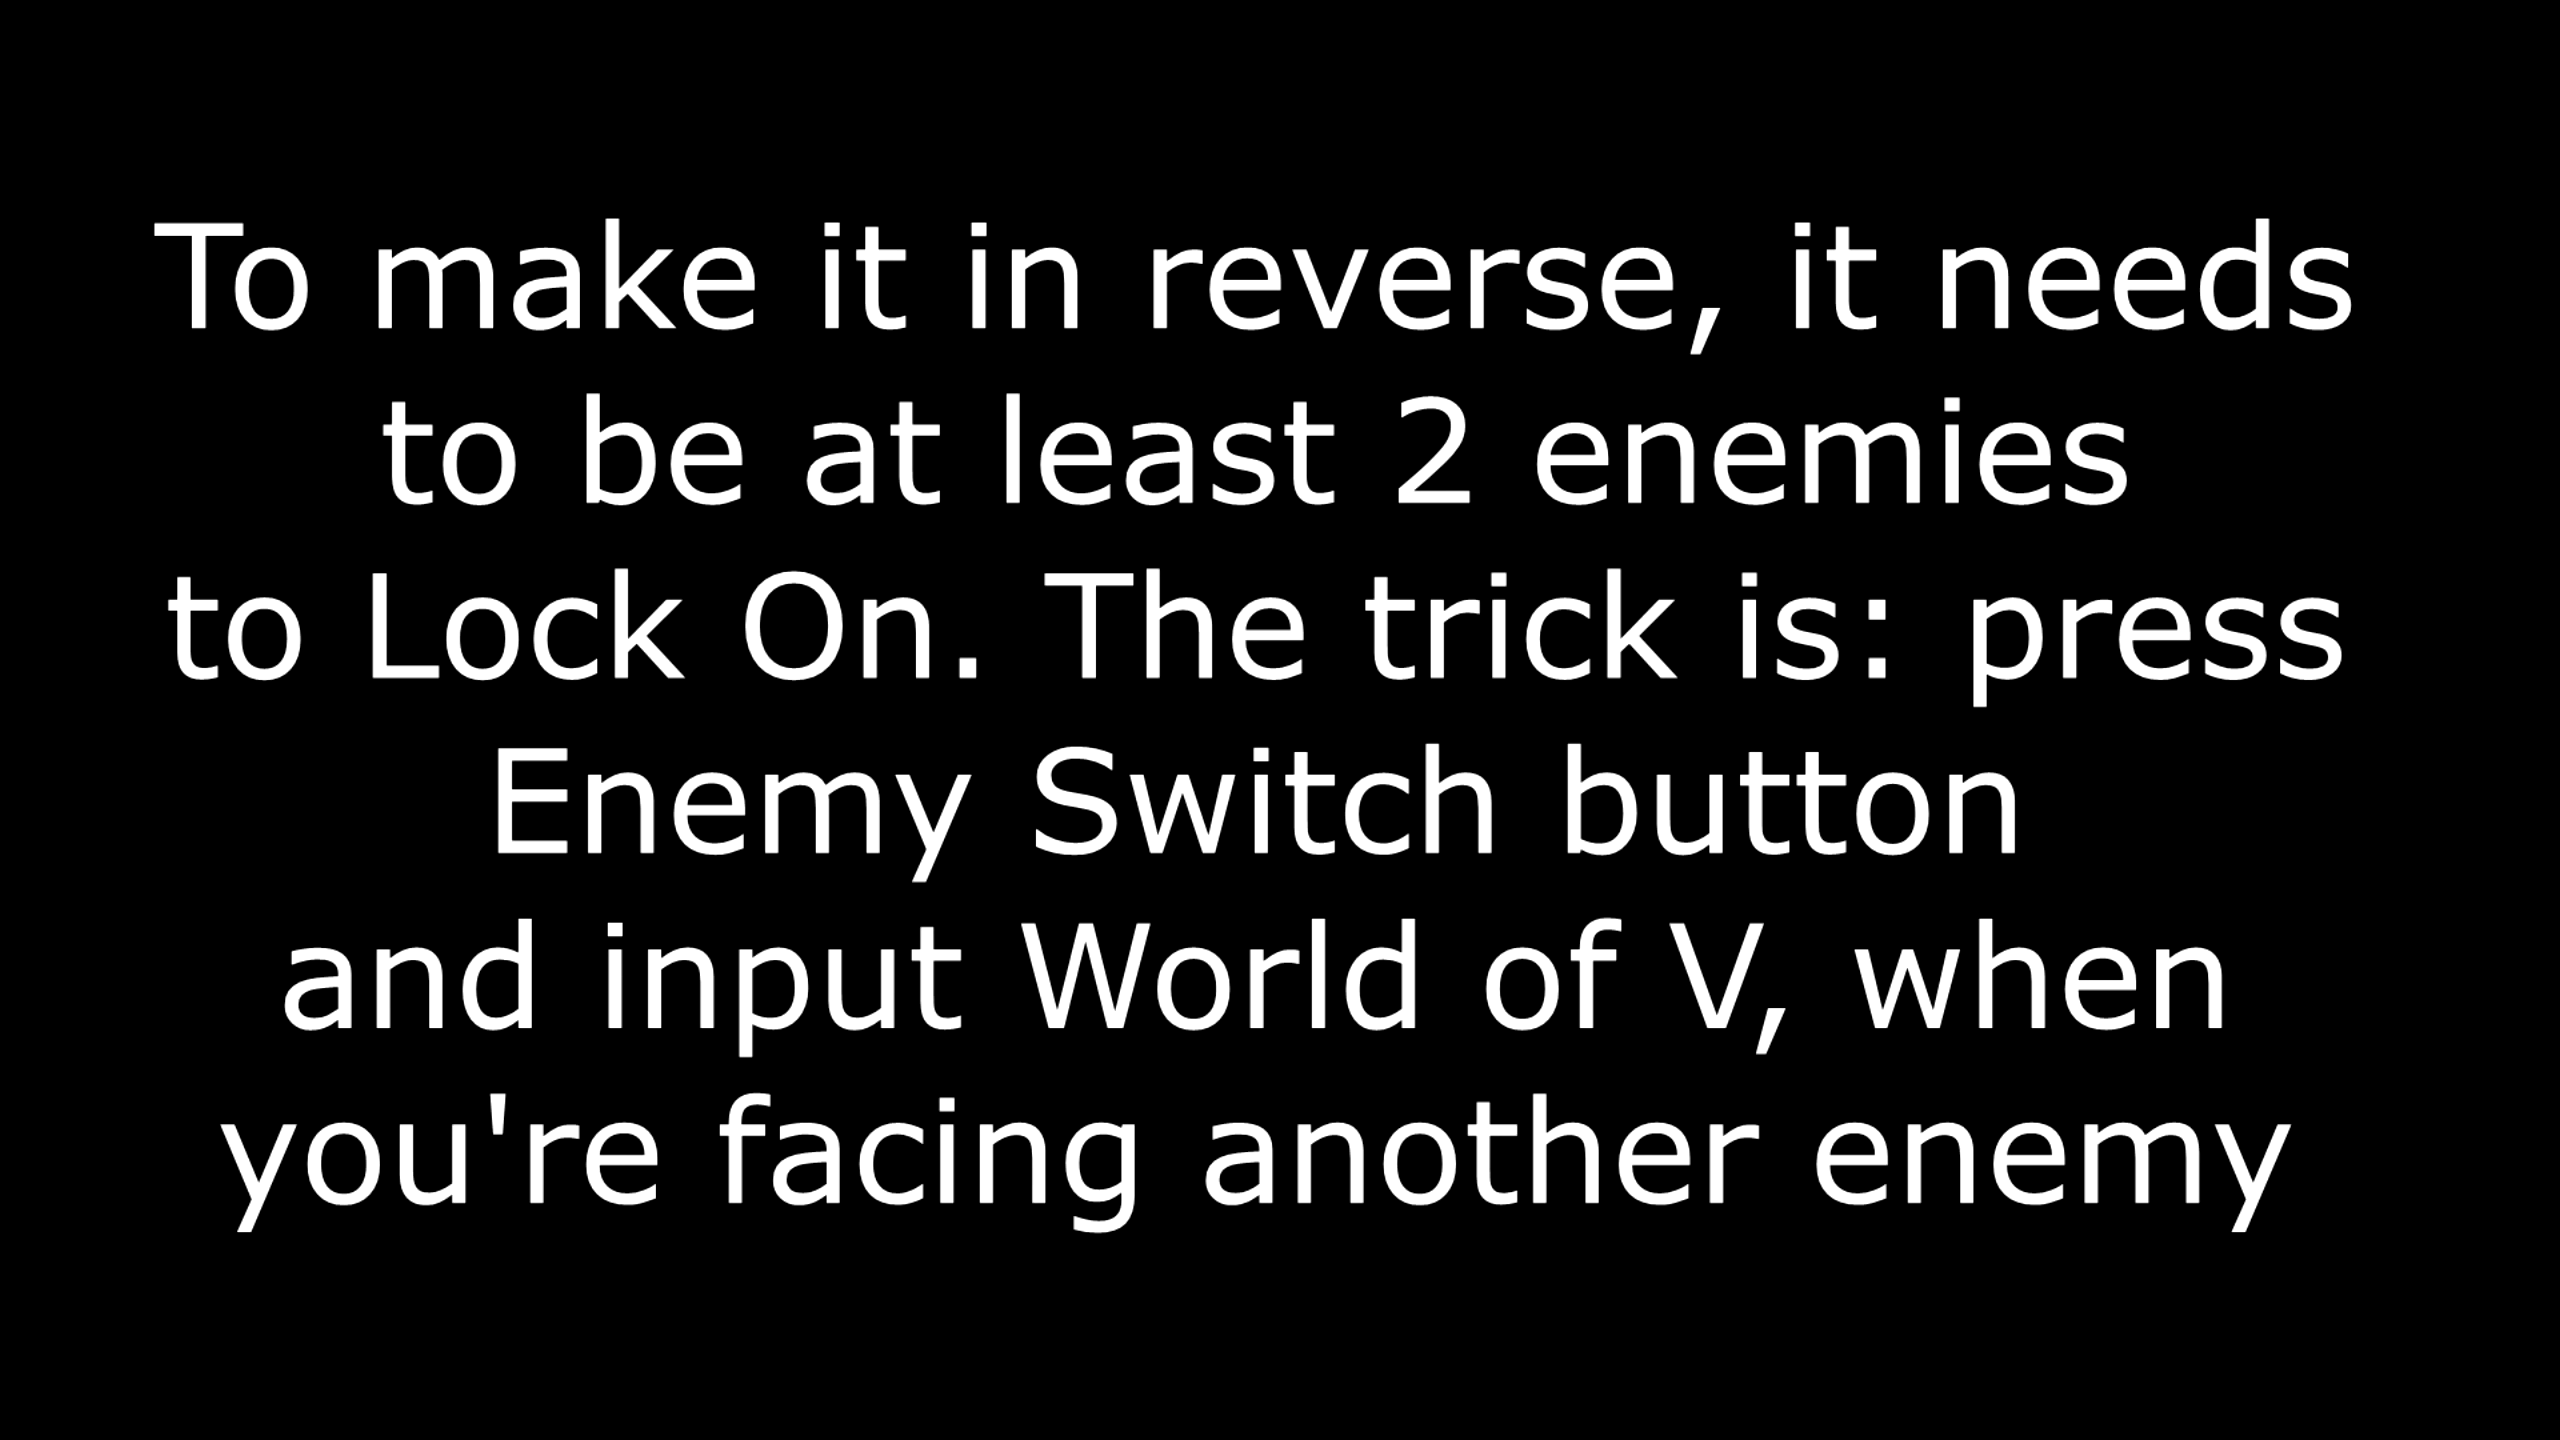 To make it in reverse, it needs
to be at least 2 enemies
to Lock On. The trick is: press
Enemy Switch button
and input World of V, when
you're facing another enemy